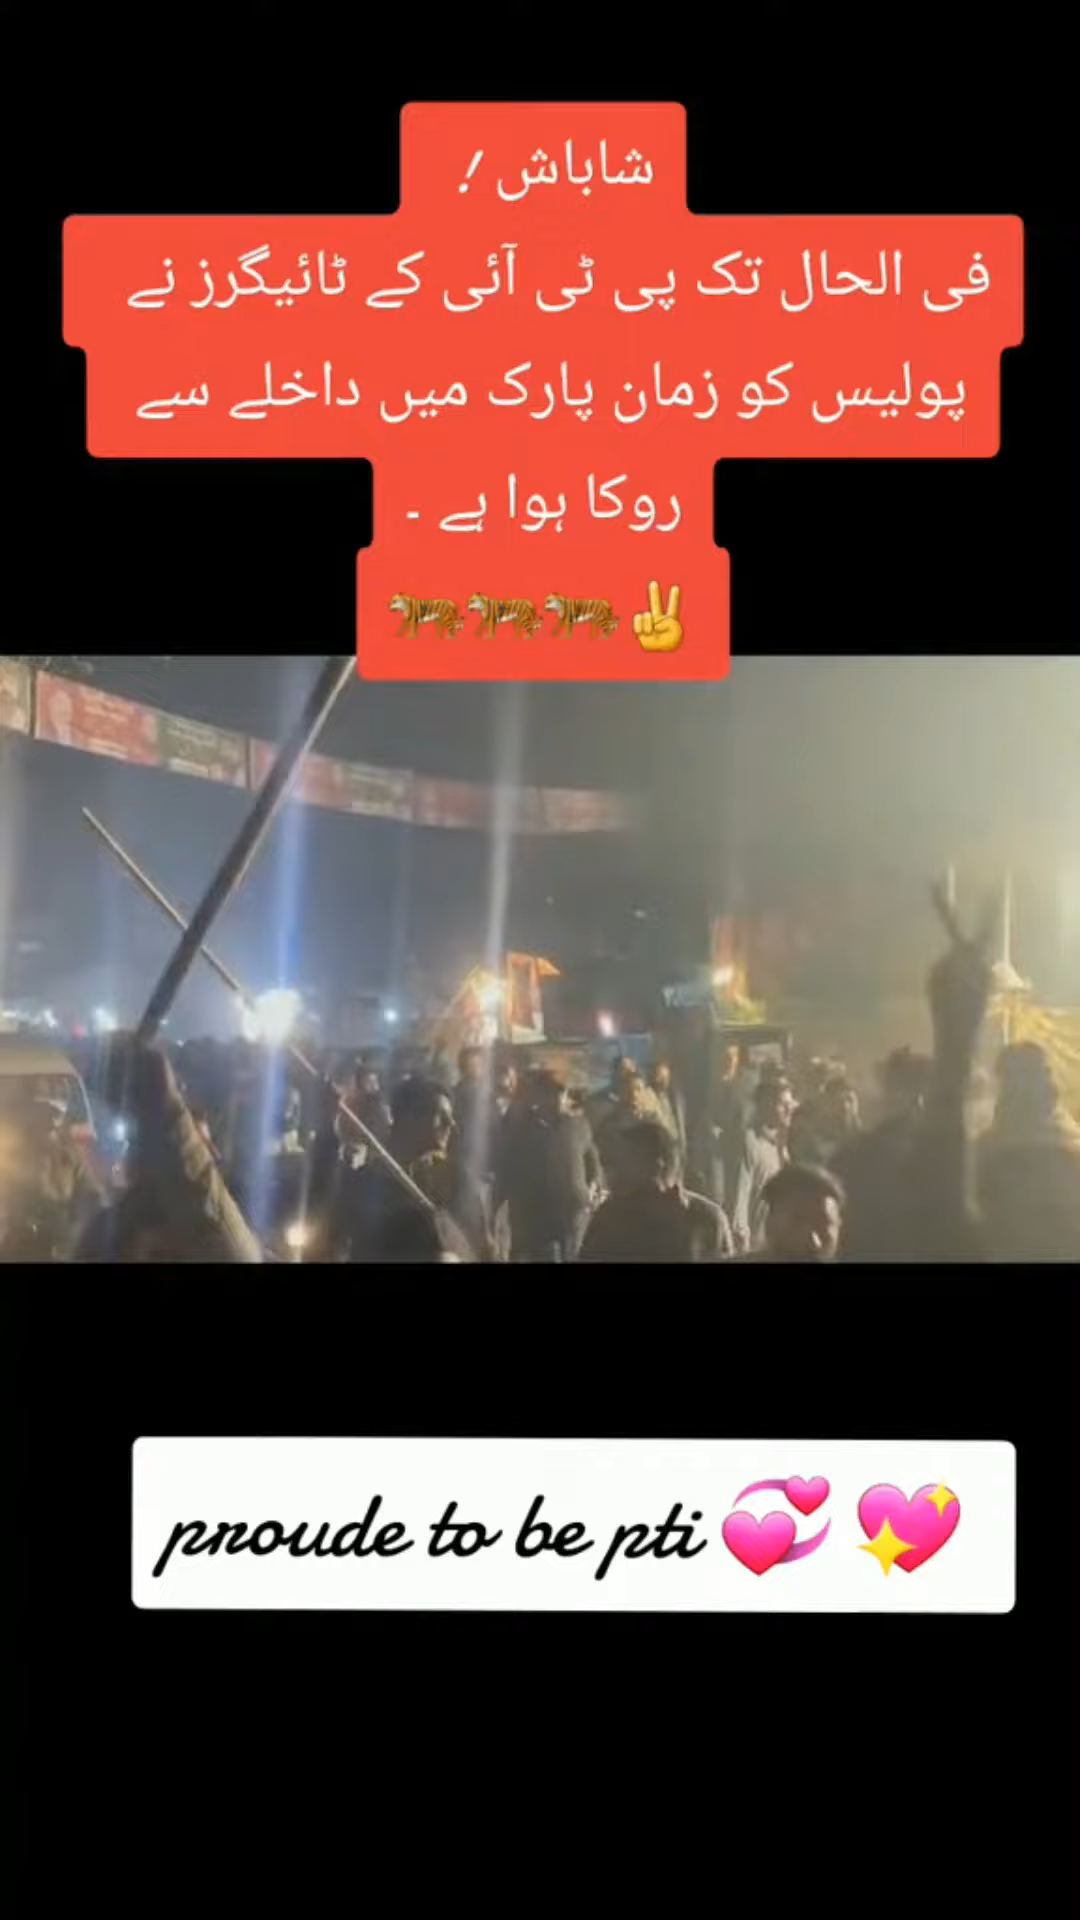 شاباش !
فی الحال تک پی ٹی آئی کے ٹائیگرز نے
پولیس کو زمان پارک میں داخلے سے
روکا ہوا ہے ۔
🐅🐅🐅✌️
proude to be pti 💞 💖